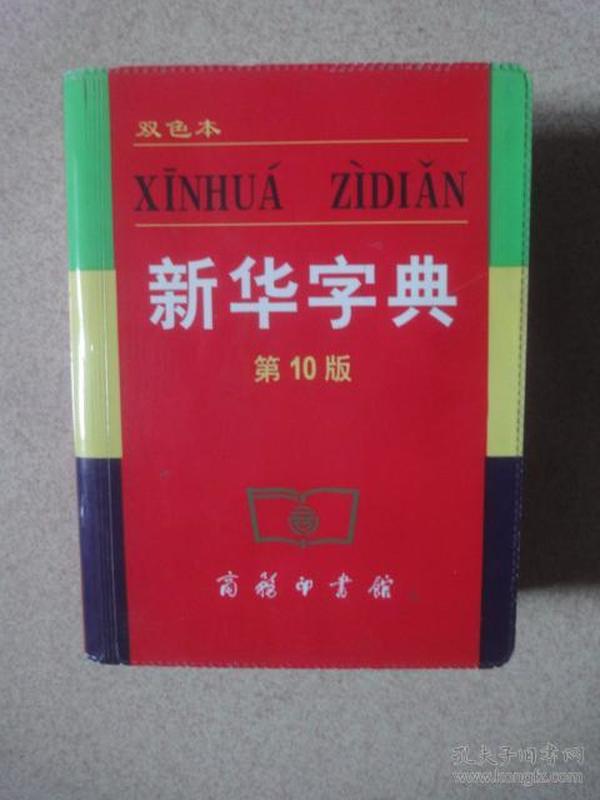 双色本
XĪNHUÁ ZÌDIǍN
新华字典
第10版
商务印书馆
孔夫子旧书网
www.kongfz.com